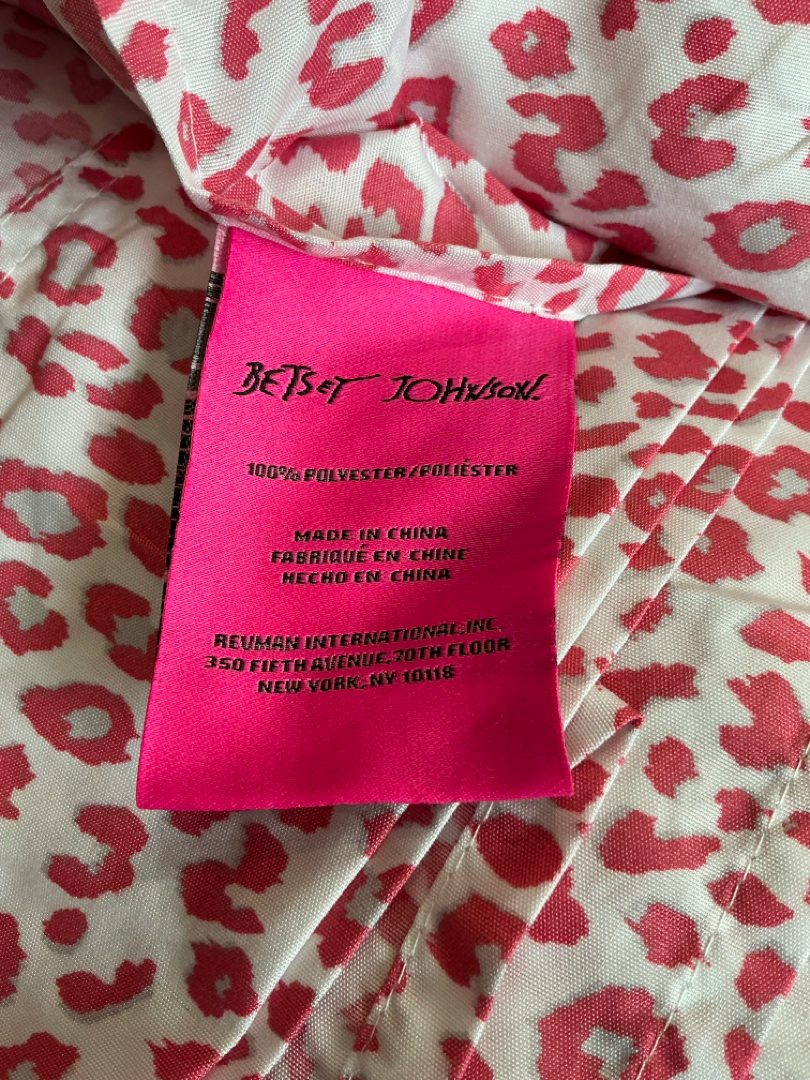 BETSEY JOHNSON.
100% POLYESTER/POLIÉSTER
MADE IN CHINA
FABRIQUÉ EN CHINE
HECHO EN CHINA
REVMAN INTERNATIONAL,INC.
350 FIFTH AVENUE,70TH FLOOR
NEW YORK, NY 10118